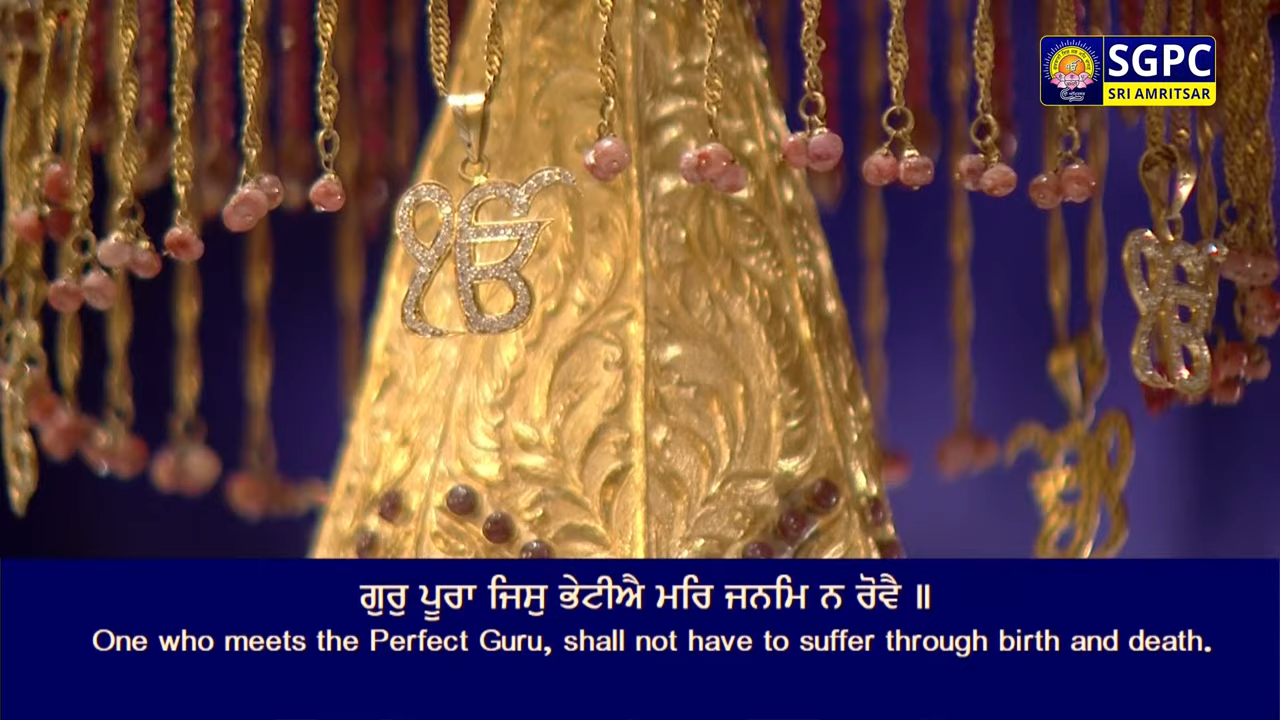 SGPC
SRI AMRITSAR
ਗੁਰੁ ਪੂਰਾ ਜਿਸੁ ਭੇਟੀਐ ਮਰਿ ਜਨਮਿ ਨ ਰੋਵੈ ॥
One who meets the Perfect Guru, shall not have to suffer through birth and death.